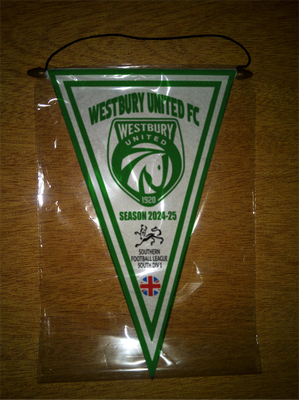 WESTBURY UNITED FC
WESTBURY
UNITED
1920
SEASON 2024-25
SOUTHERN
FOOTBALL LEAGUE
SOUTH DIV 1